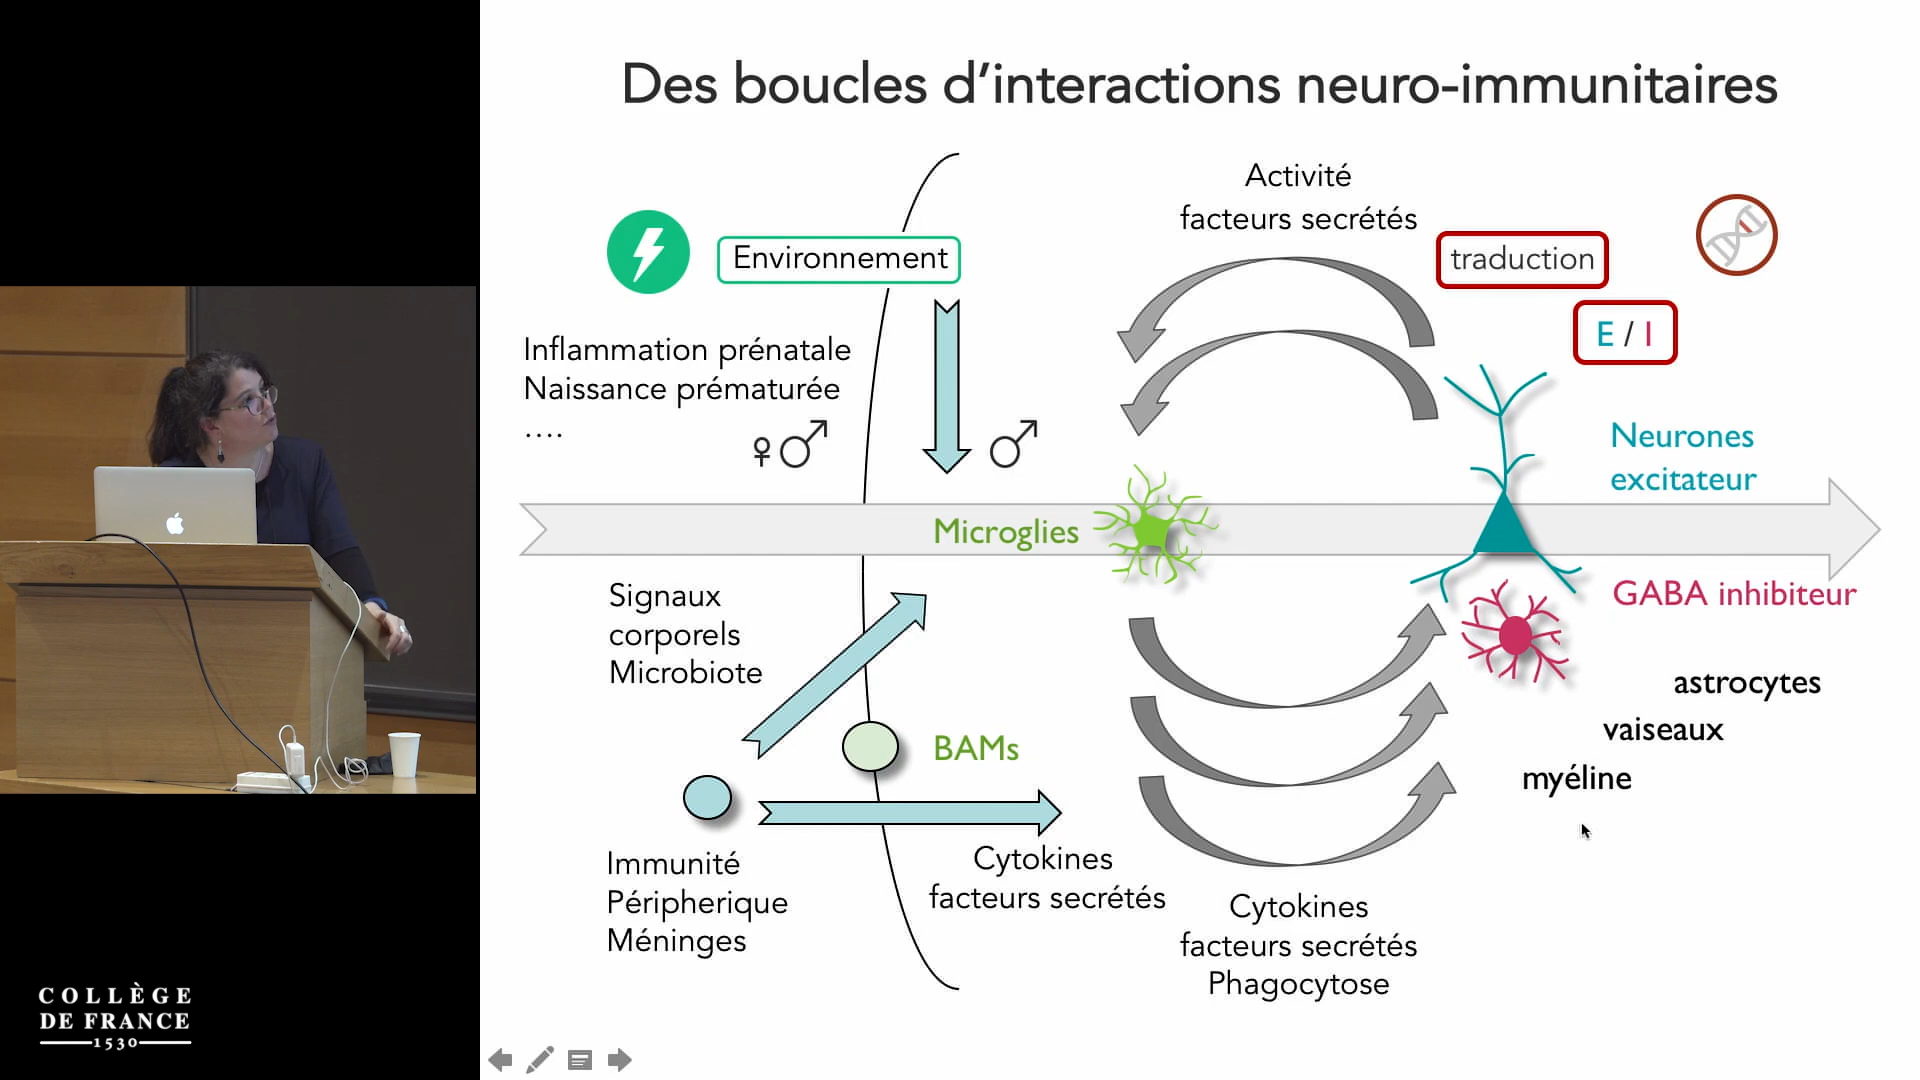 Des boucles d’interactions neuro-immunitaires
Activité
facteurs secrétés
traduction
Environnement
E / I
Inflammation prénatale
Naissance prématurée
....
Neurones
excitateur
Microglies
GABA inhibiteur
Signaux
corporels
Microbiote
astrocytes
vaiseaux
BAMs
myéline
Immunité
Péripherique
Méninges
Cytokines
facteurs secrétés
Cytokines
facteurs secrétés
Phagocytose
COLLÈGE
DE FRANCE
1530